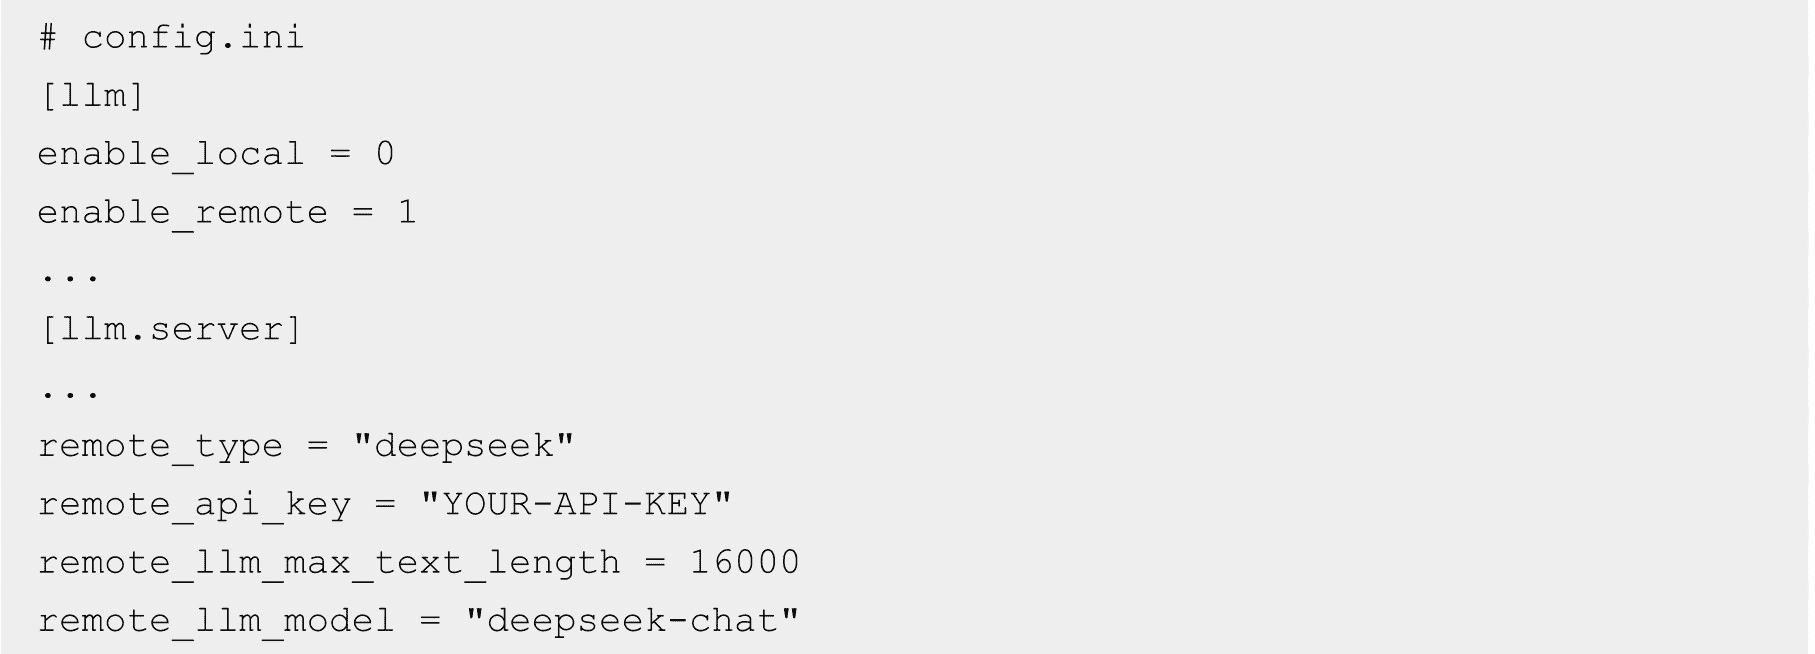 # config.ini
[llm]
enable_local = 0
enable_remote = 1
...
[llm.server]
...
remote_type = "deepseek"
remote_api_key = "YOUR-API-KEY"
remote_llm_max_text_length = 16000
remote_llm_model = "deepseek-chat"